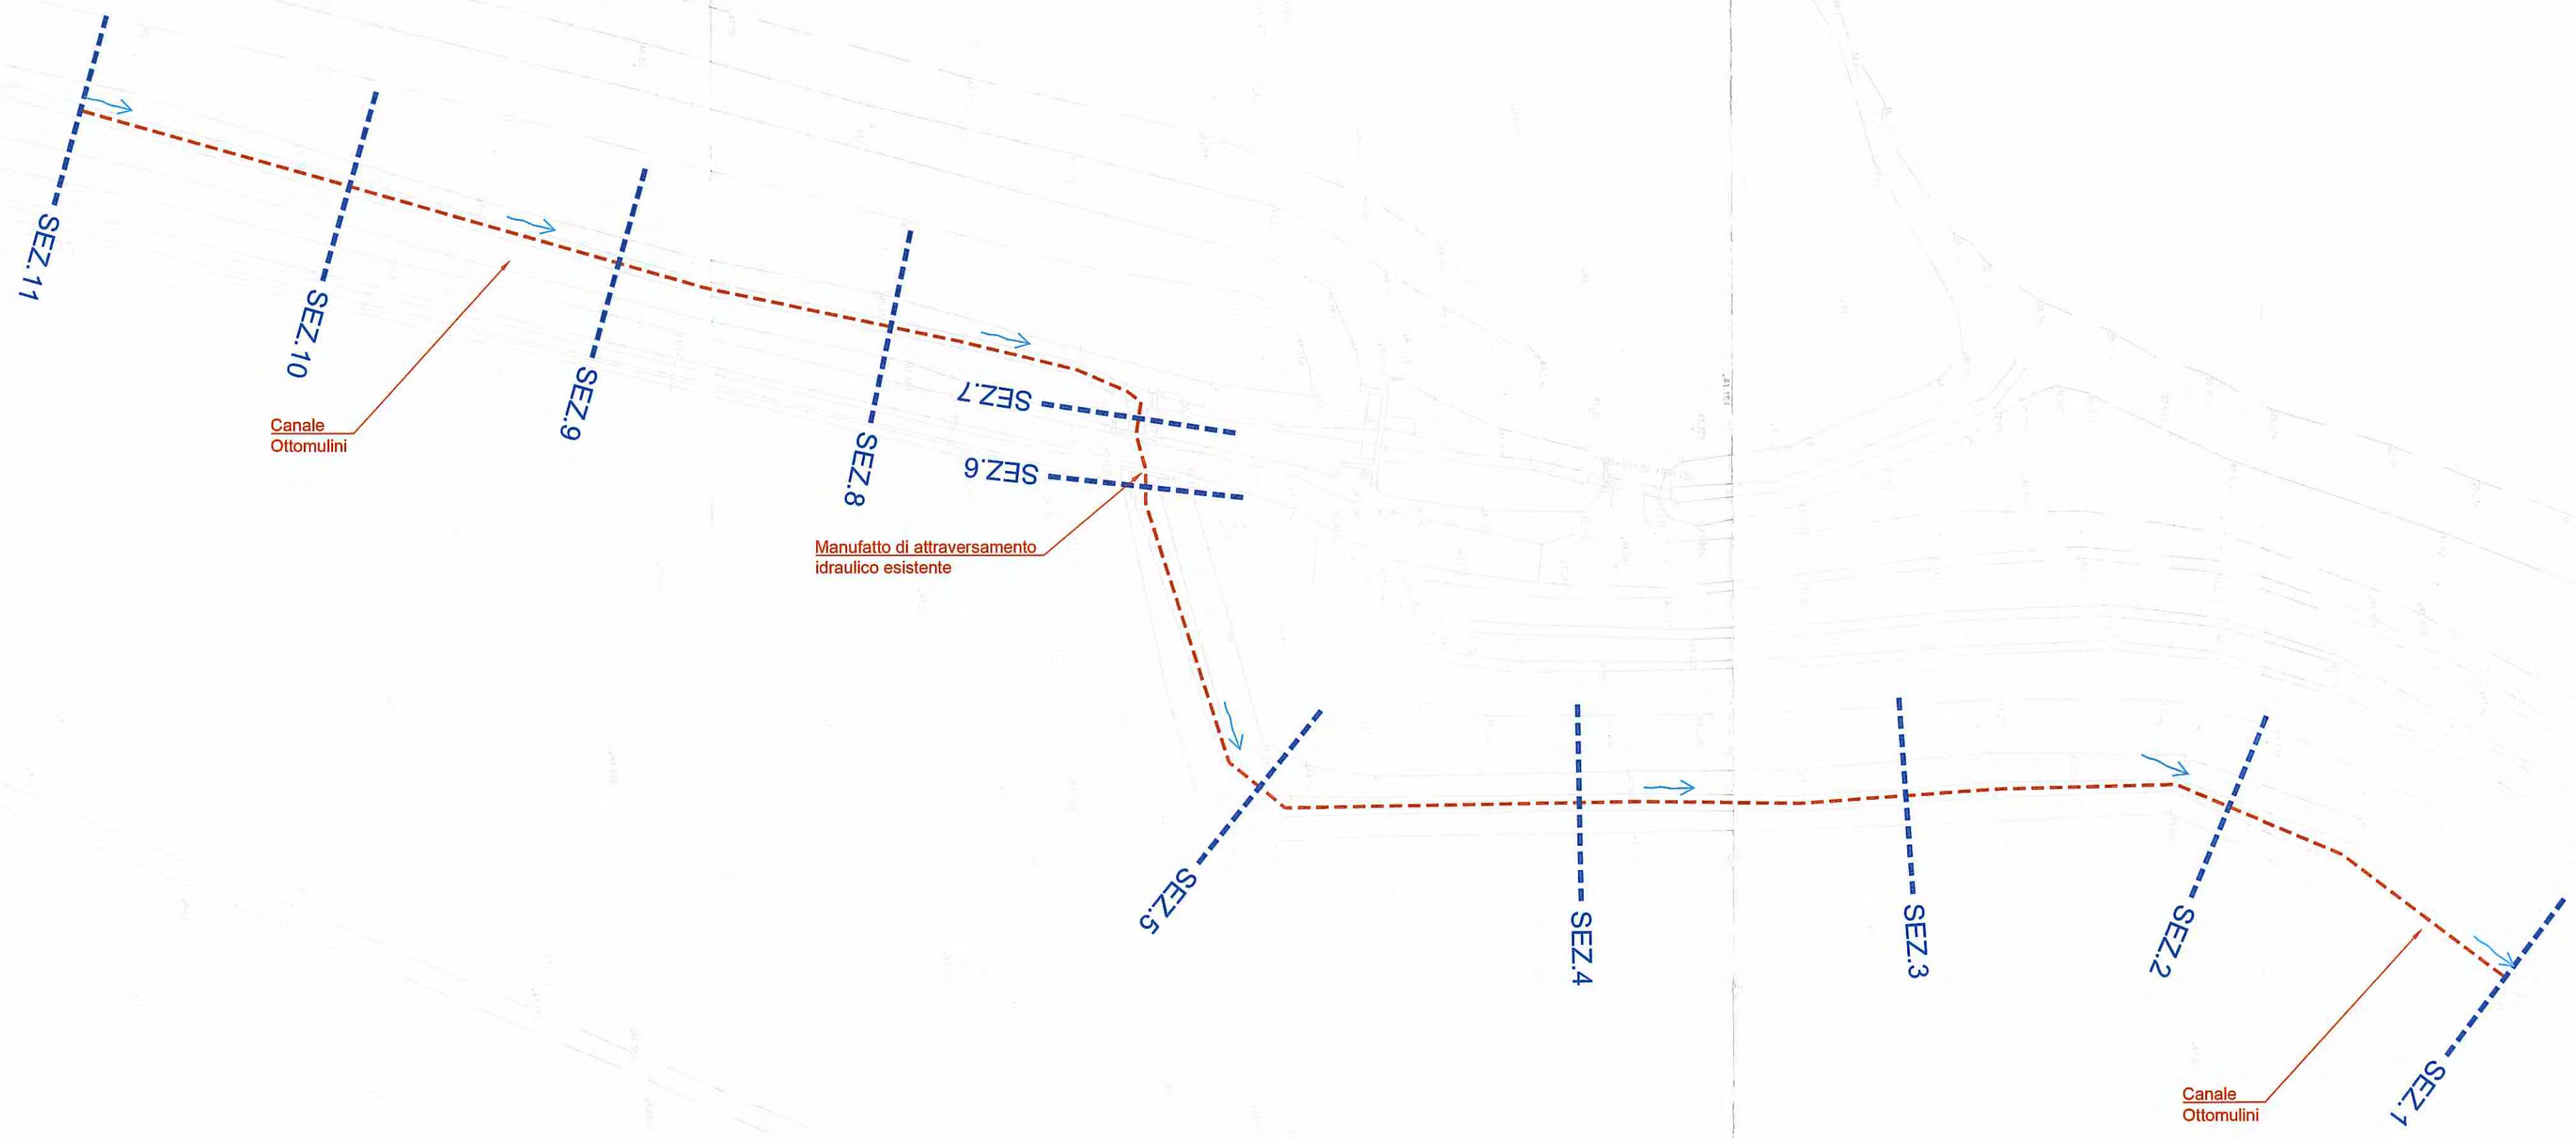 SEZ.11
SEZ.10
SEZ.9
SEZ.8
SEZ.7
SEZ.6
Canale
Ottomulini
Manufatto di attraversamento
idraulico esistente
SEZ.5
SEZ.4
SEZ.3
SEZ.2
SEZ.1
Canale
Ottomulini